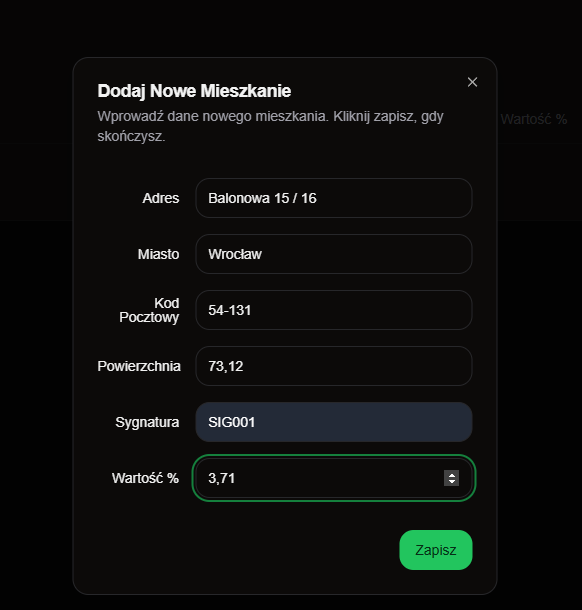 Dodaj Nowe Mieszkanie
Wprowadź dane nowego mieszkania. Kliknij zapisz, gdy
skończysz.
Wartość %
Adres
Balonowa 15 / 16
Miasto
Wrocław
Kod
Pocztowy
54-131
Powierzchnia
73,12
Sygnatura
SIG001
Wartość %
3,71
Zapisz